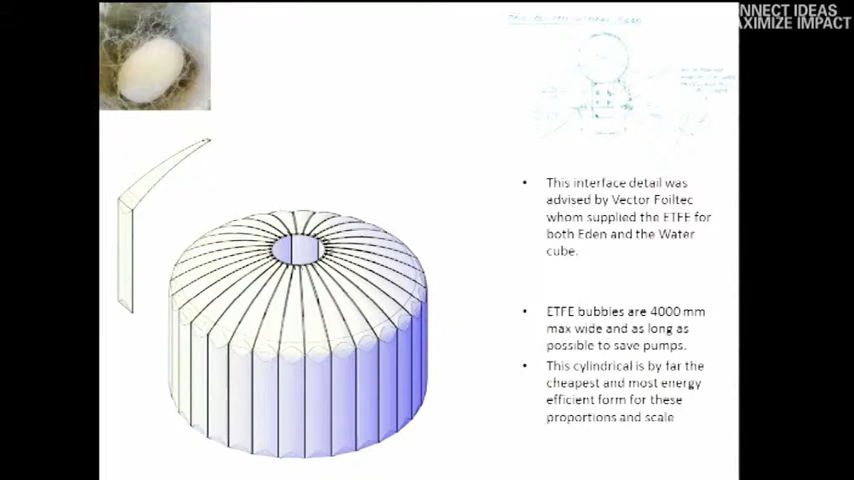 NNECT IDEAS
XIMIZE IMPACT
• This interface detail was
advised by Vector Foiltec
whom supplied the ETFE for
both Eden and the Water
cube.
• ETFE bubbles are 4000 mm
max wide and as long as
possible to save pumps.
• This cylindrical is by far the
cheapest and most energy
efficient form for these
proportions and scale